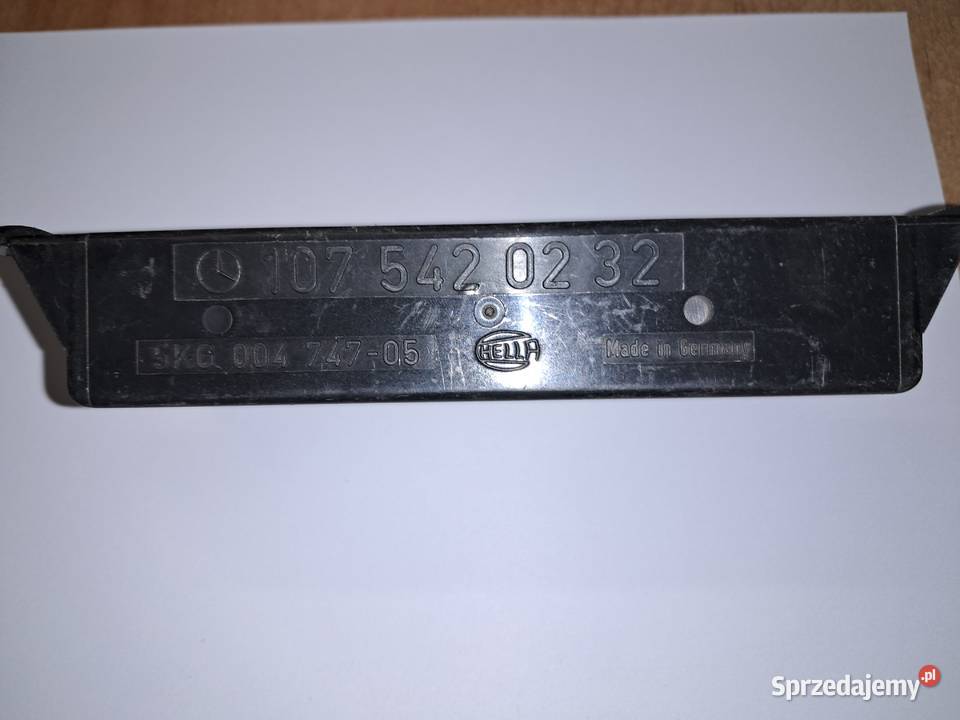 107 542 02 32
5KG 004 747-05
HELLA
Made in Germany
Sprzedajemy.pl